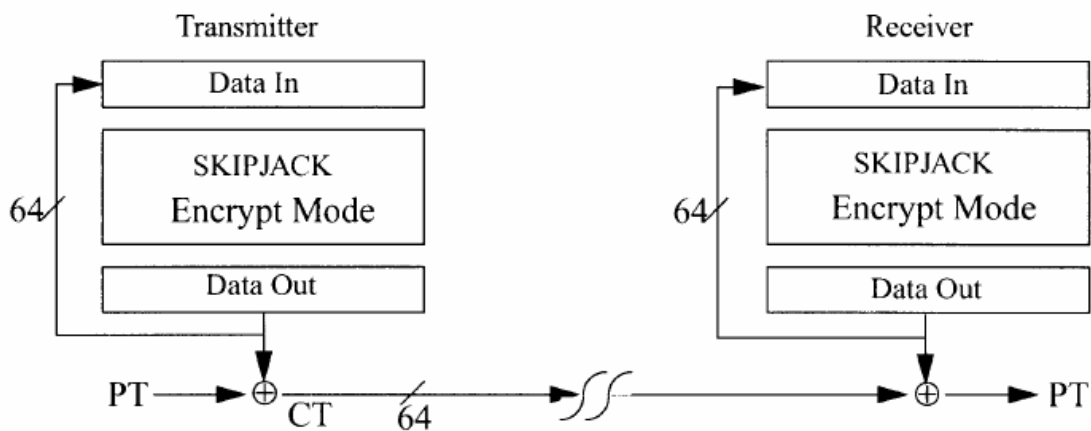 Transmitter
Receiver
Data In
Data In
SKIPJACK
Encrypt Mode
SKIPJACK
Encrypt Mode
64
64
Data Out
Data Out
PT
CT
64
PT